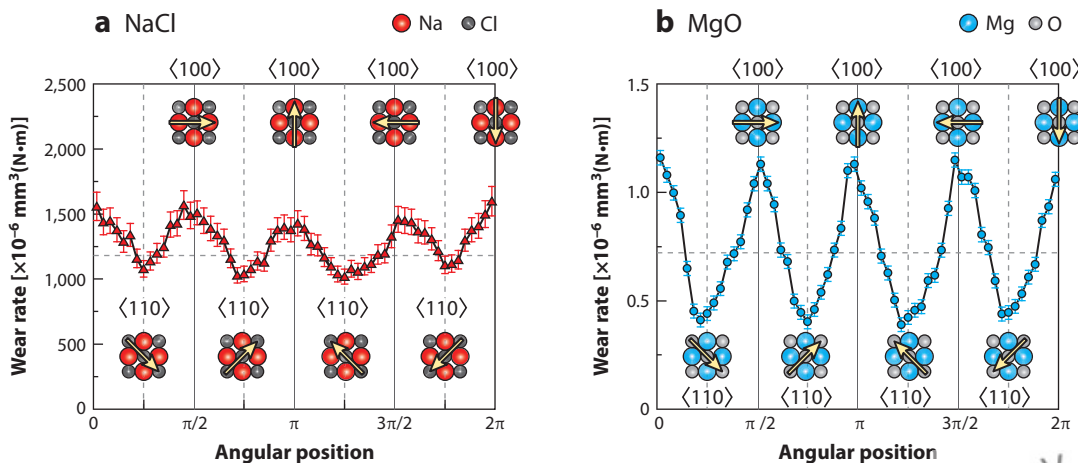 a NaCl
Na Cl
⟨100⟩ ⟨100⟩ ⟨100⟩ ⟨100⟩
2,500
2,000
1,500
1,000
500
0
Wear rate [×10⁻⁶ mm³(N•m)]
⟨110⟩ ⟨110⟩ ⟨110⟩ ⟨110⟩
0 π/2 π 3π/2 2π
Angular position
b MgO
Mg O
⟨100⟩ ⟨100⟩ ⟨100⟩ ⟨100⟩
1.5
1.0
0.5
0
Wear rate [×10⁻⁶ mm³(N•m)]
⟨110⟩ ⟨110⟩ ⟨110⟩ ⟨110⟩
0 π /2 π 3π/2 2π
Angular position